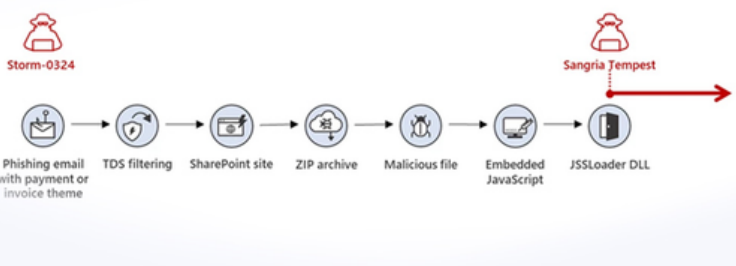 Storm-0324
Sangria Tempest
Phishing email
with payment or
invoice theme
TDS filtering
SharePoint site
ZIP archive
Malicious file
Embedded
JavaScript
JSSLoader DLL